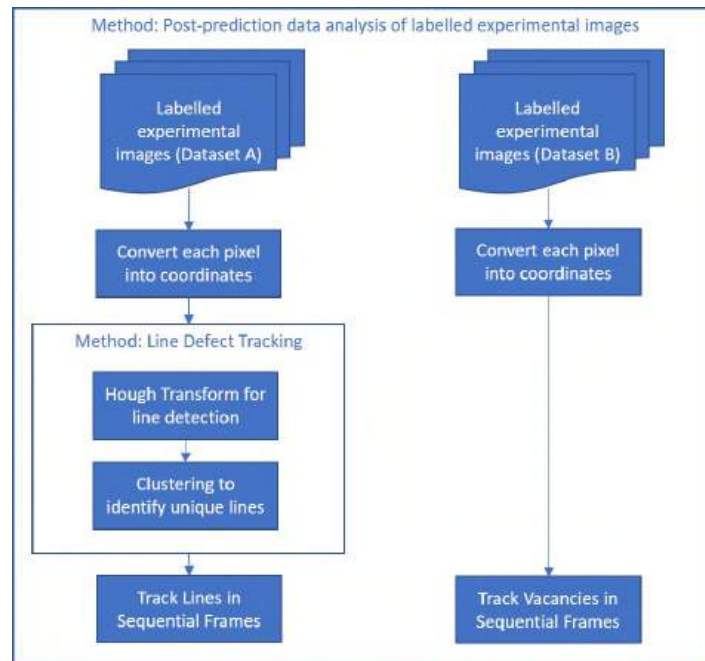 Method: Post-prediction data analysis of labelled experimental images
Labelled
experimental
images (Dataset A)
Convert each pixel
into coordinates
Method: Line Defect Tracking
Hough Transform for
line detection
Clustering to
identify unique lines
Track Lines in
Sequential Frames
Labelled
experimental
images (Dataset B)
Convert each pixel
into coordinates
Track Vacancies in
Sequential Frames